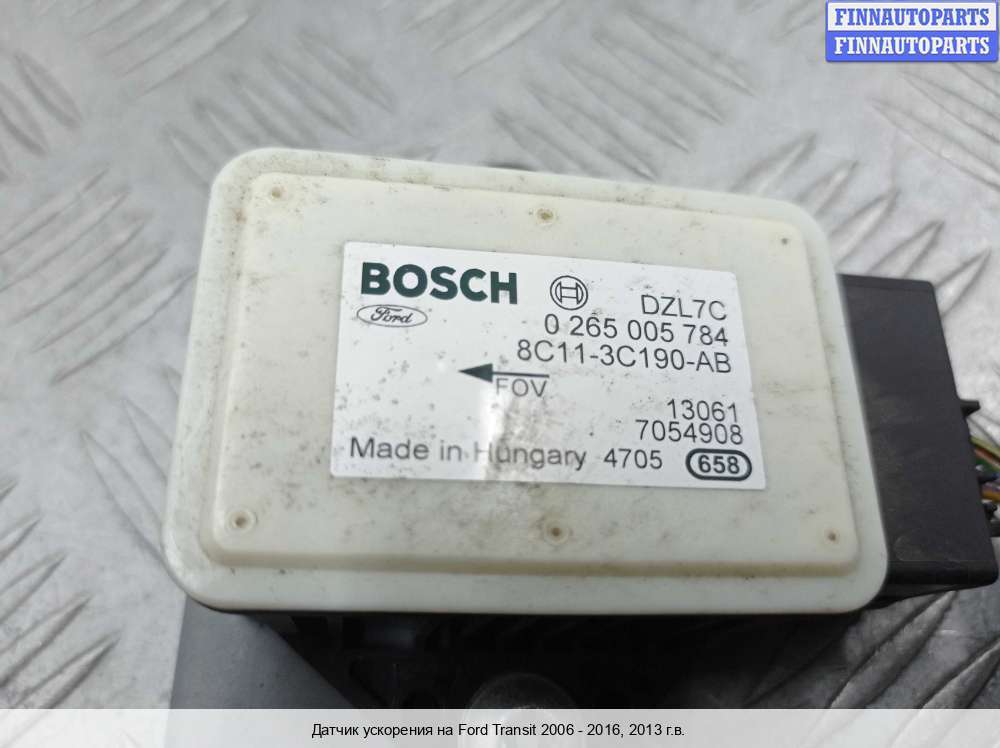 FINNAUTOPARTS
FINNAUTOPARTS
BOSCH
DZL7C
Ford
0 265 005 784
8C11-3C190-AB
FOV
13061
7054908
Made in Hungary 4705 658
Датчик ускорения на Ford Transit 2006 - 2016, 2013 г.в.